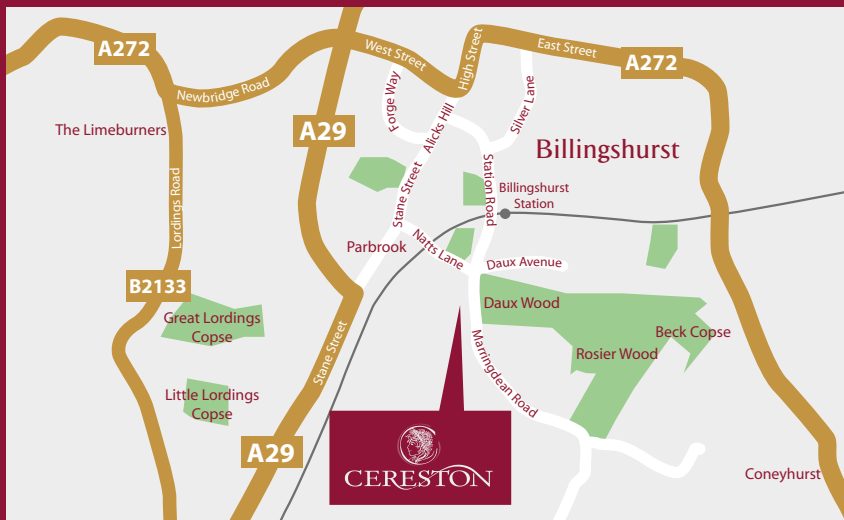 A272
Newbridge Road
West Street
High Street
East Street
A272
Forge Way
Alicks Hill
Silver Lane
The Limeburners
A29
Billingshurst
Lordings Road
Stane Street
Station Road
Billingshurst
Station
Parbrook
Natts Lane
Daux Avenue
B2133
Great Lordings
Copse
Daux Wood
Beck Copse
Rosier Wood
Stane Street
Marringdean Road
Little Lordings
Copse
A29
CERESTON
Coneyhurst